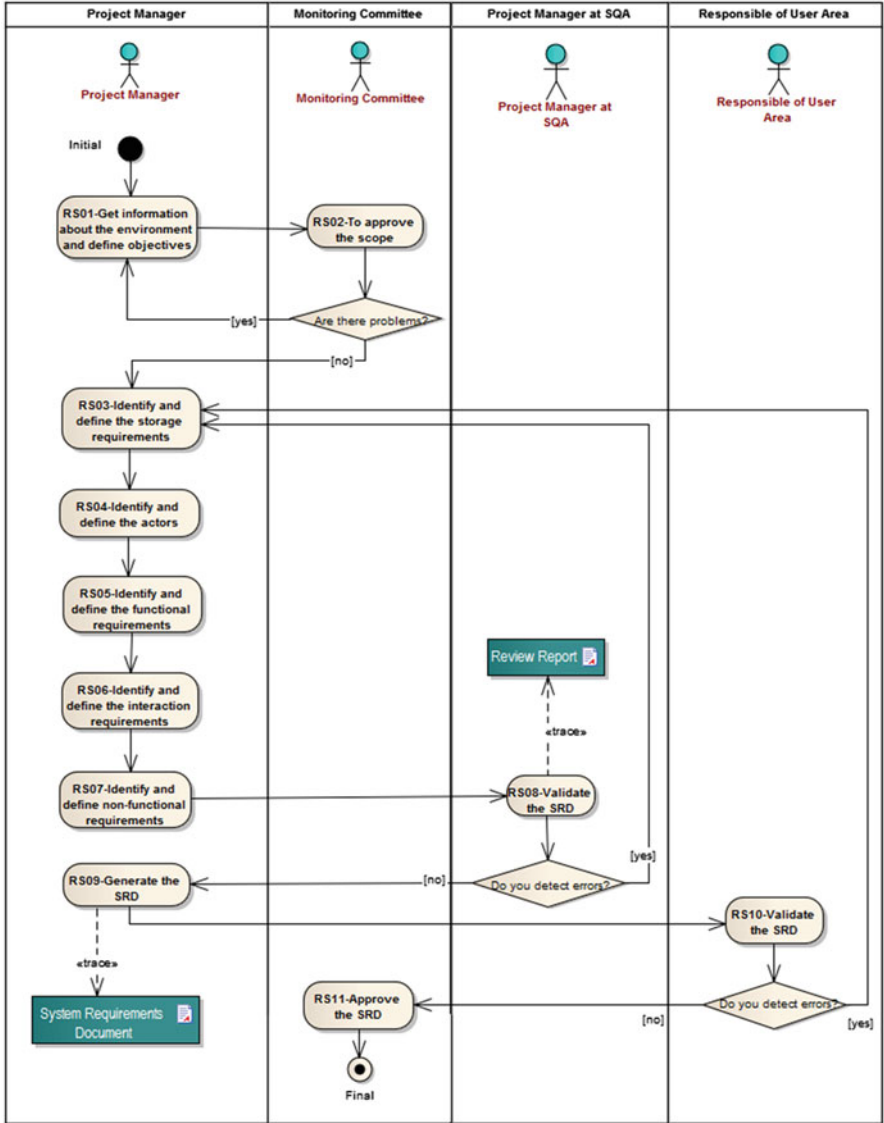 Project Manager
Monitoring Committee
Project Manager at SQA
Responsible of User Area
Project Manager
Monitoring Committee
Project Manager at
SQA
Responsible of User
Area
Initial
RS01-Get information
about the environment
and define objectives
RS02-To approve
the scope
Are there problems?
[yes]
[no]
RS03-Identify and
define the storage
requirements
RS04-Identify and
define the actors
RS05-Identify and
define the functional
requirements
Review Report
RS06-Identify and
define the interaction
requirements
«trace»
RS07-Identify and
define non-functional
requirements
RS08-Validate
the SRD
[yes]
RS09-Generate the
SRD
[no]
Do you detect errors?
RS10-Validate
the SRD
«trace»
System Requirements
Document
RS11-Approve
the SRD
Do you detect errors?
[no]
[yes]
Final